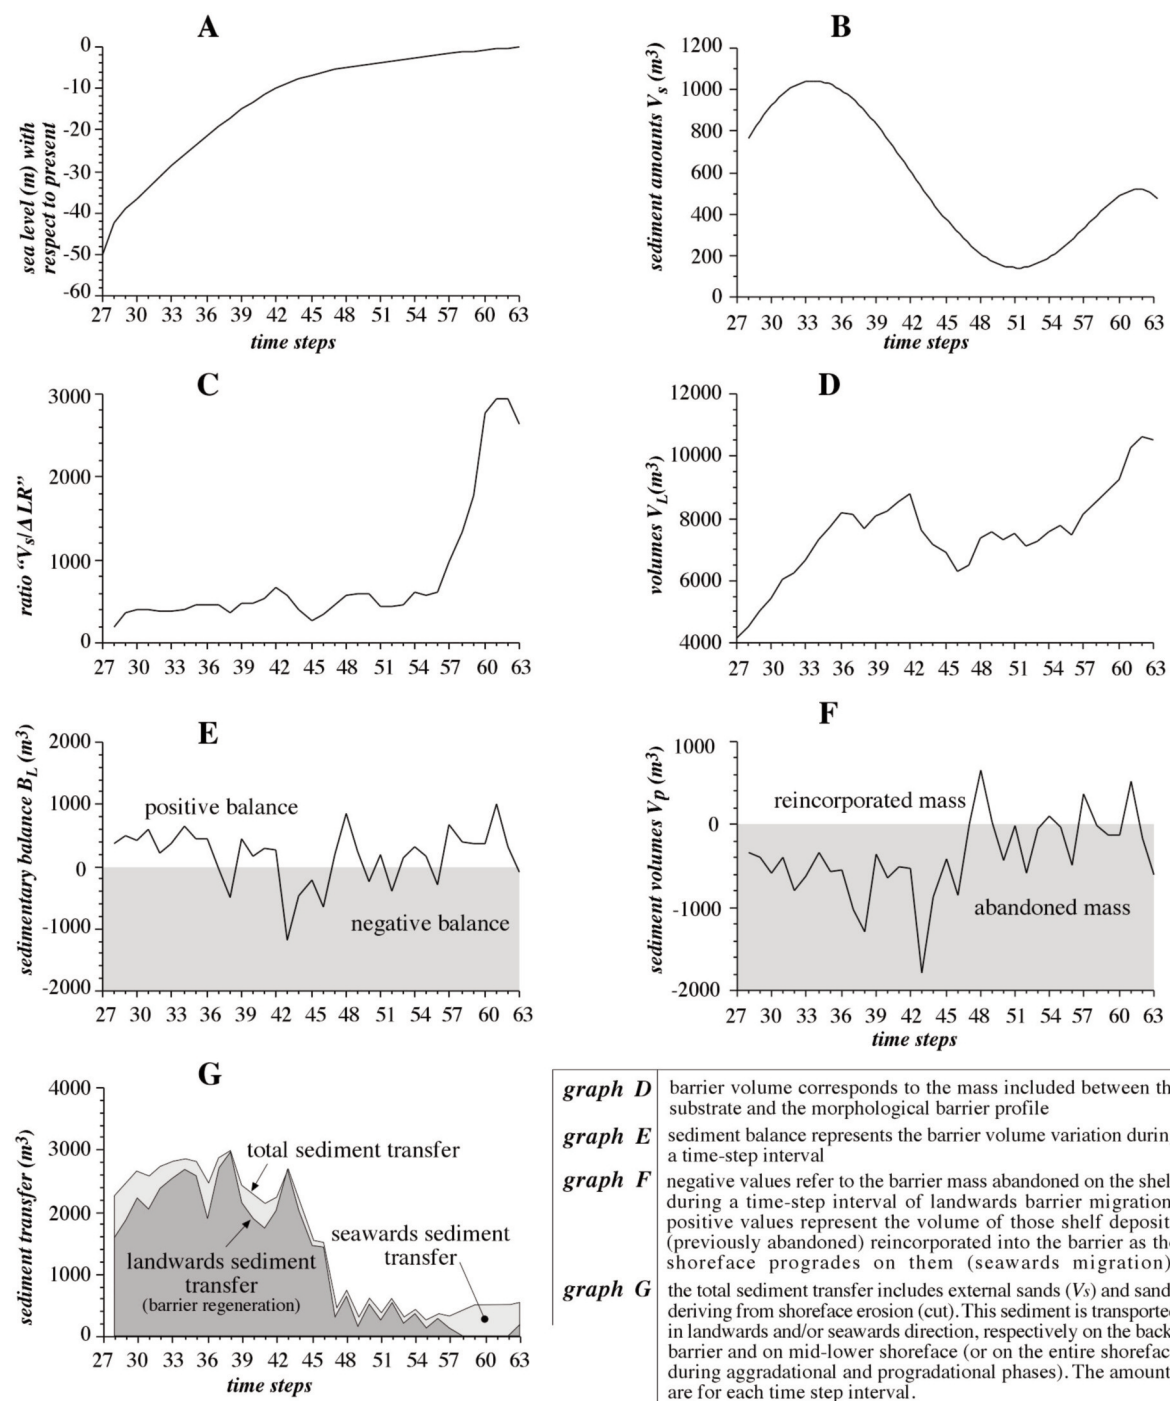 A
sea level (m) with
respect to present
0
-10
-20
-30
-40
-50
-60
27 30 33 36 39 42 45 48 51 54 57 60 63
time steps
B
sediment amounts Vs (m³)
1200
1000
800
600
400
200
0
27 30 33 36 39 42 45 48 51 54 57 60 63
time steps
C
ratio “Vs/Δ LR”
3000
2000
1000
0
27 30 33 36 39 42 45 48 51 54 57 60 63
D
volumes VL(m³)
12000
10000
8000
6000
4000
27 30 33 36 39 42 45 48 51 54 57 60 63
E
sedimentary balance BL (m³)
2000
1000
0
-1000
-2000
positive balance
negative balance
27 30 33 36 39 42 45 48 51 54 57 60 63
F
sediment volumes Vp (m³)
1000
0
-1000
-2000
reincorporated mass
abandoned mass
27 30 33 36 39 42 45 48 51 54 57 60 63
time steps
G
sediment transfer (m³)
4000
3000
2000
1000
0
total sediment transfer
seawards sediment
transfer
landwards sediment
transfer
(barrier regeneration)
27 30 33 36 39 42 45 48 51 54 57 60 63
time steps
graph D barrier volume corresponds to the mass included between th
substrate and the morphological barrier profile
graph E sediment balance represents the barrier volume variation durin
a time-step interval
graph F negative values refer to the barrier mass abandoned on the shel
during a time-step interval of landwards barrier migration
positive values represent the volume of those shelf deposit
(previously abandoned) reincorporated into the barrier as the
shoreface progrades on them (seawards migration)
graph G the total sediment transfer includes external sands (Vs) and sand
deriving from shoreface erosion (cut). This sediment is transported
in landwards and/or seawards direction, respectively on the back
barrier and on mid-lower shoreface (or on the entire shorefac
during aggradational and progradational phases). The amount
are for each time step interval.